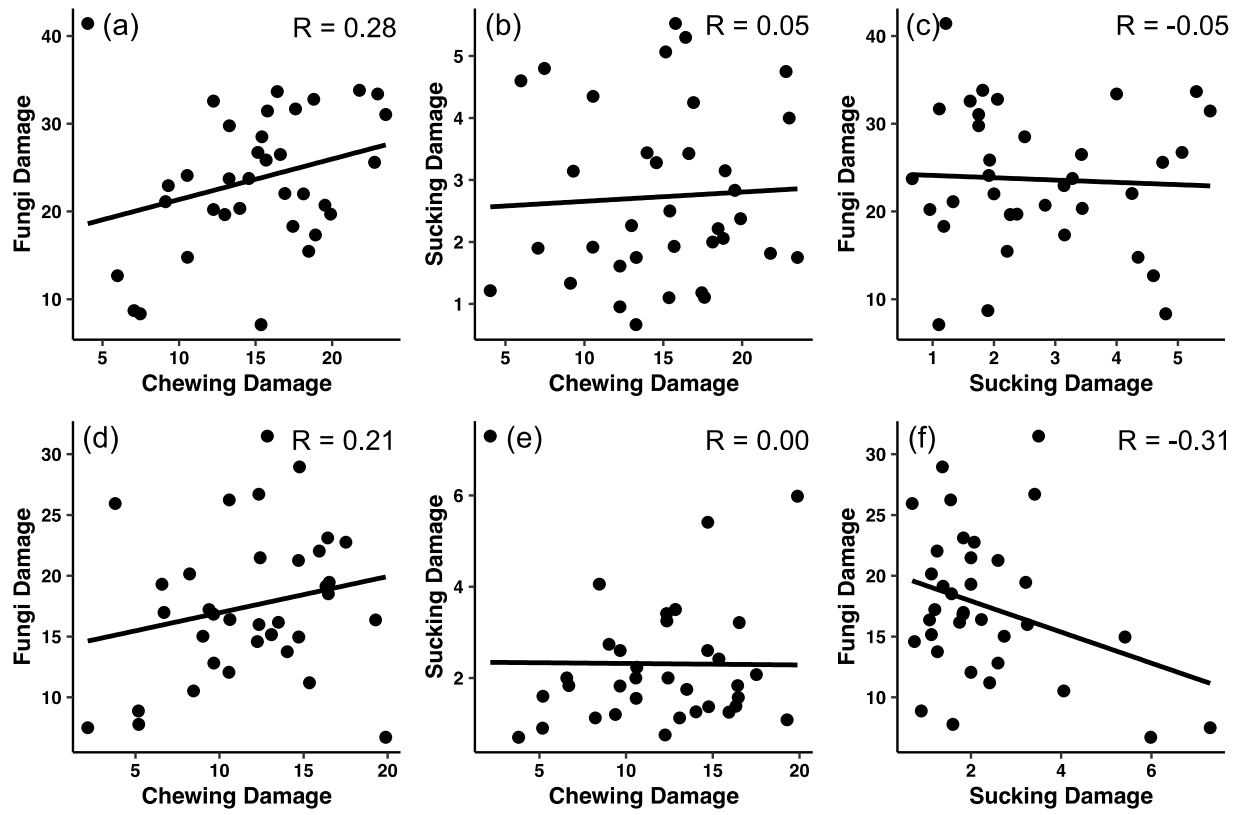 (a) R = 0.28
40
30
20
10
Fungi Damage
5 10 15 20
Chewing Damage
(b) R = 0.05
5
4
3
2
1
Sucking Damage
5 10 15 20
Chewing Damage
(c) R = -0.05
40
30
20
10
Fungi Damage
1 2 3 4 5
Sucking Damage
(d) R = 0.21
30
25
20
15
10
Fungi Damage
5 10 15 20
Chewing Damage
(e) R = 0.00
6
4
2
Sucking Damage
5 10 15 20
Chewing Damage
(f) R = -0.31
30
25
20
15
10
Fungi Damage
2 4 6
Sucking Damage